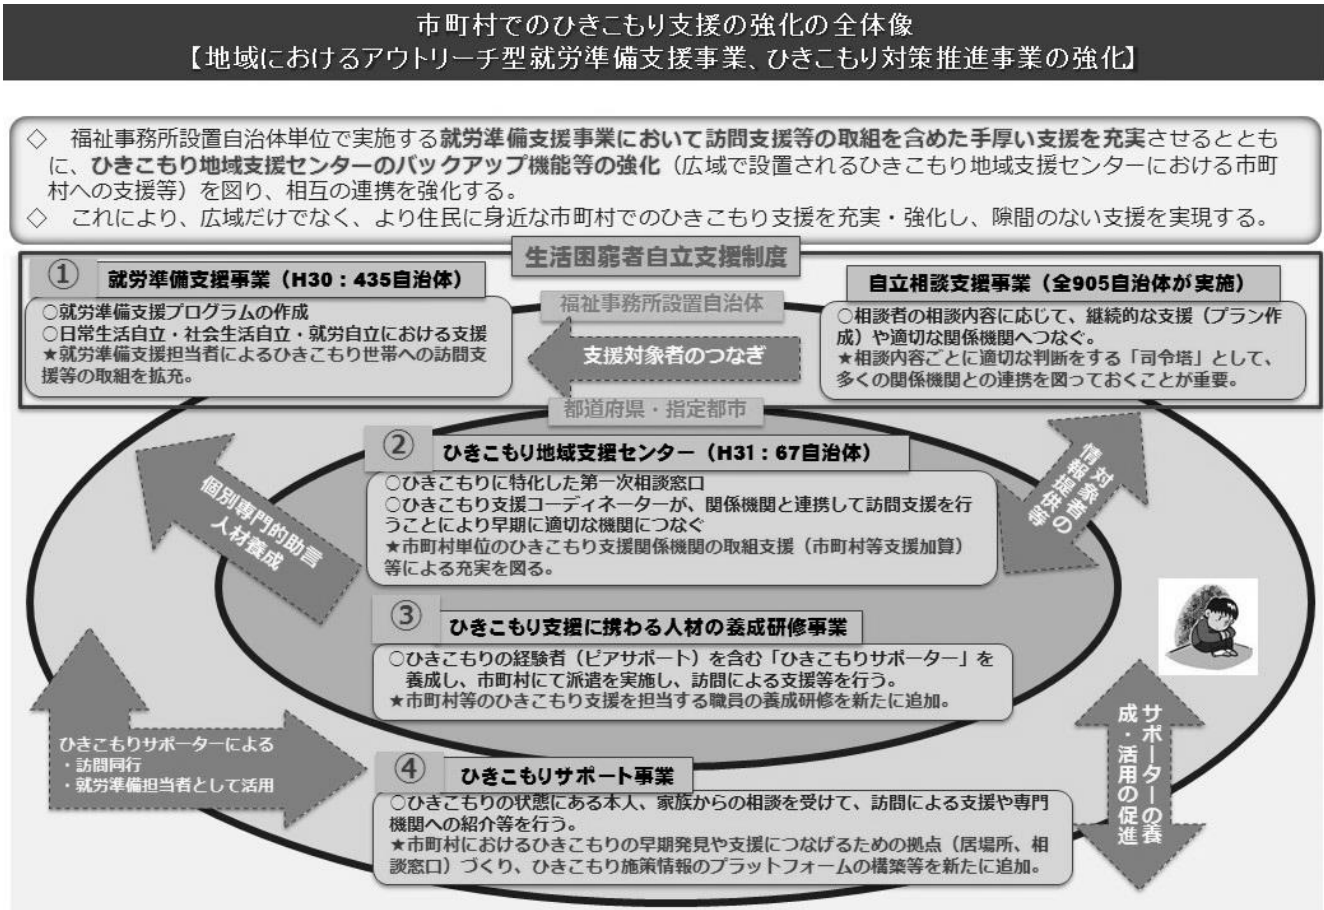 市町村でのひきこもり支援の強化の全体像
【地域におけるアウトリーチ型就労準備支援事業、ひきこもり対策推進事業の強化】
◇　福祉事務所設置自治体単位で実施する就労準備支援事業において訪問支援等の取組を含めた手厚い支援を充実させるととも
に、ひきこもり地域支援センターのバックアップ機能等の強化（広域で設置されるひきこもり地域支援センターにおける市町
村への支援等）を図り、相互の連携を強化する。
◇　これにより、広域だけでなく、より住民に身近な市町村でのひきこもり支援を充実・強化し、隙間のない支援を実現する。
生活困窮者自立支援制度
① 就労準備支援事業（H30：435自治体）
○就労準備支援プログラムの作成
○日常生活自立・社会生活自立・就労自立における支援
★就労準備支援担当者によるひきこもり世帯への訪問支
援等の取組を拡充。
福祉事務所設置自治体
支援対象者のつなぎ
自立相談支援事業（全905自治体が実施）
○相談者の相談内容に応じて、継続的な支援（プラン作
成）や適切な関係機関へつなぐ。
★相談内容ごとに適切な判断をする「司令塔」として、
多くの関係機関との連携を図っておくことが重要。
都道府県・指定都市
② ひきこもり地域支援センター（H31：67自治体）
○ひきこもりに特化した第一次相談窓口
○ひきこもり支援コーディネーターが、関係機関と連携して訪問支援を行
うことにより早期に適切な機関につなぐ
★市町村単位のひきこもり支援関係機関の取組支援（市町村等支援加算）
等による充実を図る。
個別専門的助言
人材養成
対象者の
情報提供等
③ ひきこもり支援に携わる人材の養成研修事業
○ひきこもりの経験者（ピアサポート）を含む「ひきこもりサポーター」を
養成し、市町村にて派遣を実施し、訪問による支援等を行う。
★市町村等のひきこもり支援を担当する職員の養成研修を新たに追加。
ひきこもりサポーターによる
・訪問同行
・就労準備担当者として活用
サポーターの養
成・活用の促進
④ ひきこもりサポート事業
○ひきこもりの状態にある本人、家族からの相談を受けて、訪問による支援や専門
機関への紹介等を行う。
★市町村におけるひきこもりの早期発見や支援につなげるための拠点（居場所、相
談窓口）づくり、ひきこもり施策情報のプラットフォームの構築等を新たに追加。